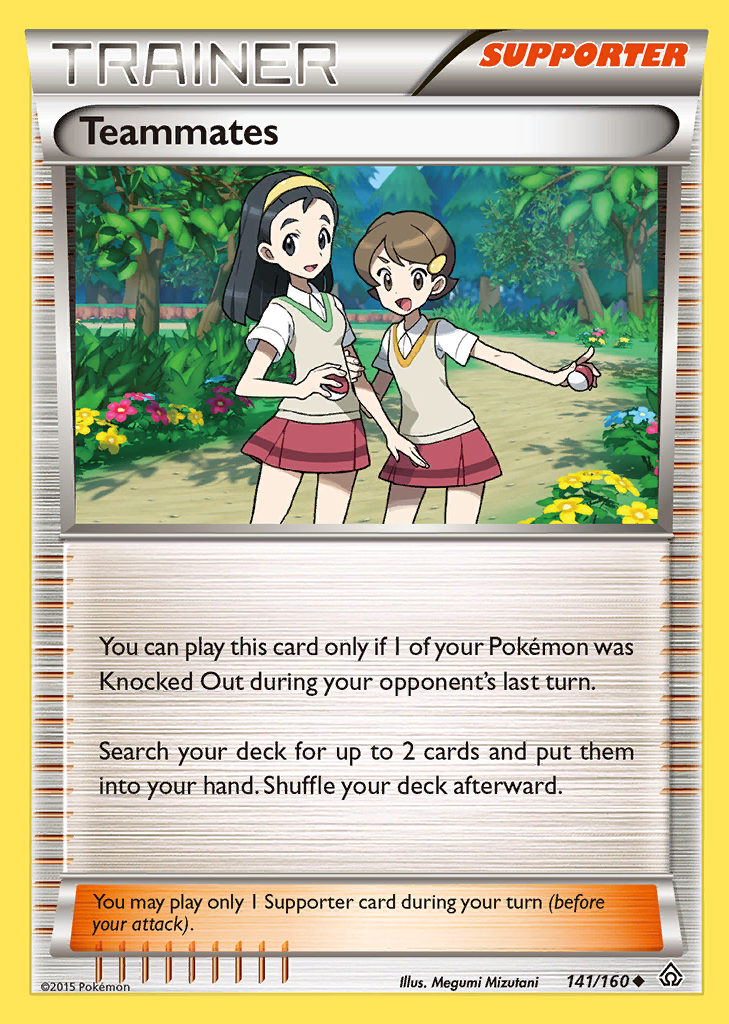 TRAINER
SUPPORTER
Teammates
You can play this card only if 1 of your Pokémon was
Knocked Out during your opponent's last turn.
Search your deck for up to 2 cards and put them
into your hand. Shuffle your deck afterward.
You may play only 1 Supporter card during your turn (before
your attack).
©2015 Pokémon
Illus. Megumi Mizutani
141/160